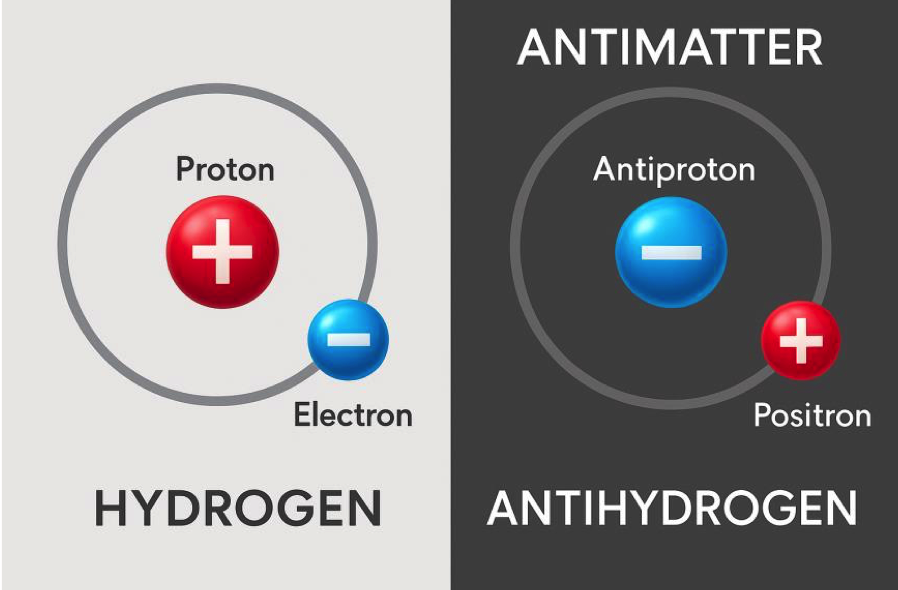 Proton
+
−
Electron
HYDROGEN
ANTIMATTER
Antiproton
−
+
Positron
ANTIHYDROGEN